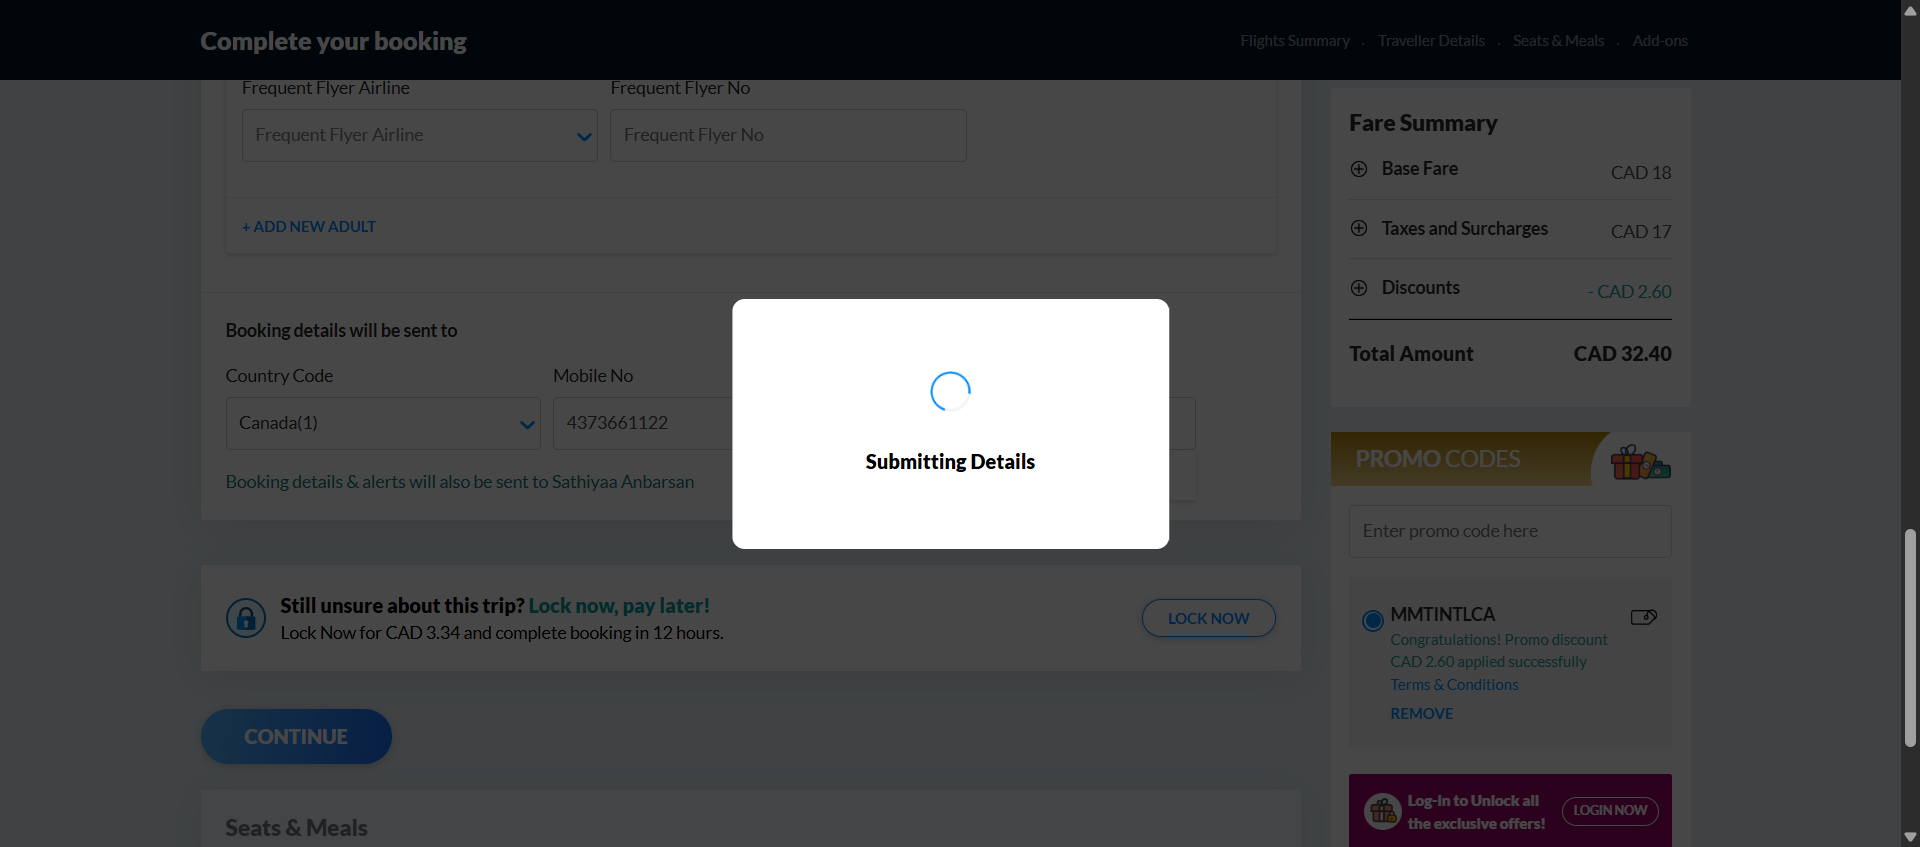 Complete your booking
Flights Summary . Traveller Details . Seats & Meals . Add-ons
Frequent Flyer Airline
Frequent Flyer No
Frequent Flyer Airline
Frequent Flyer No
+ ADD NEW ADULT
Booking details will be sent to
Country Code
Mobile No
Canada(1)
4373661122
Booking details & alerts will also be sent to Sathiyaa Anbarsan
Submitting Details
Still unsure about this trip? Lock now, pay later!
Lock Now for CAD 3.34 and complete booking in 12 hours.
LOCK NOW
CONTINUE
Seats & Meals
Fare Summary
Base Fare
CAD 18
Taxes and Surcharges
CAD 17
Discounts
- CAD 2.60
Total Amount
CAD 32.40
PROMO CODES
Enter promo code here
MMTINTLCA
Congratulations! Promo discount
CAD 2.60 applied successfully
Terms & Conditions
REMOVE
Log-in to Unlock all
the exclusive offers!
LOGIN NOW